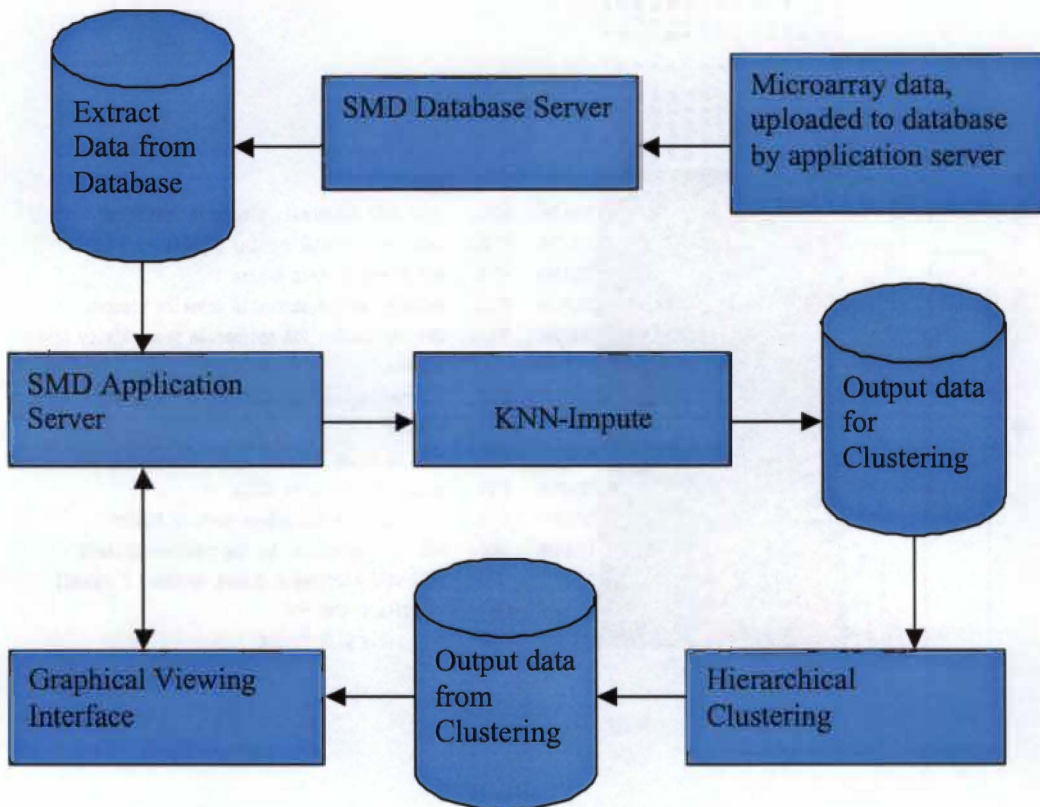 Extract
Data from
Database
SMD Database Server
Microarray data,
uploaded to database
by application server
SMD Application
Server
KNN-Impute
Output data
for
Clustering
Graphical Viewing
Interface
Output data
from
Clustering
Hierarchical
Clustering